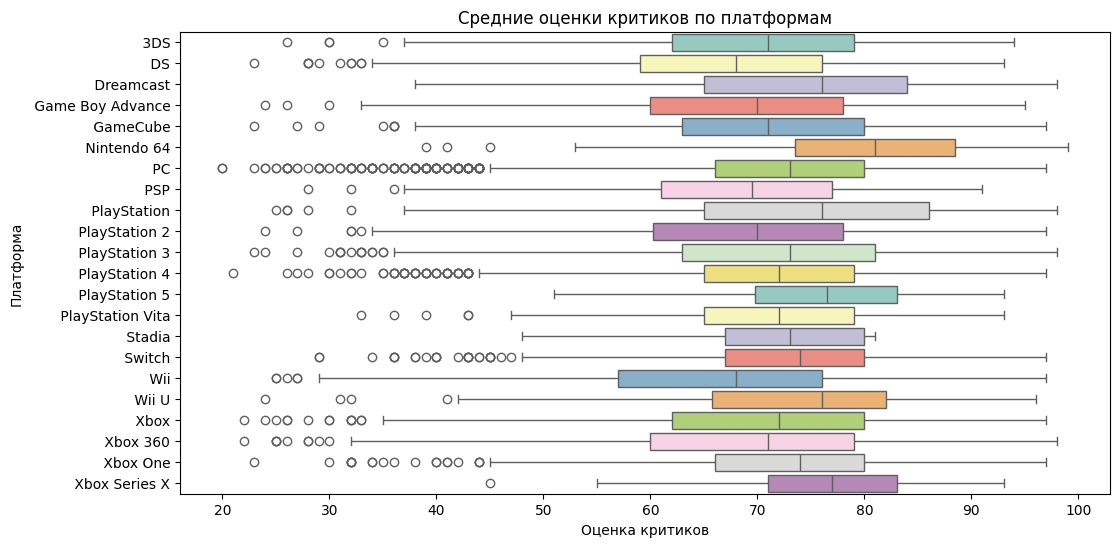 Средние оценки критиков по платформам
Платформа
3DS
DS
Dreamcast
Game Boy Advance
GameCube
Nintendo 64
PC
PSP
PlayStation
PlayStation 2
PlayStation 3
PlayStation 4
PlayStation 5
PlayStation Vita
Stadia
Switch
Wii
Wii U
Xbox
Xbox 360
Xbox One
Xbox Series X
20 30 40 50 60 70 80 90 100
Оценка критиков